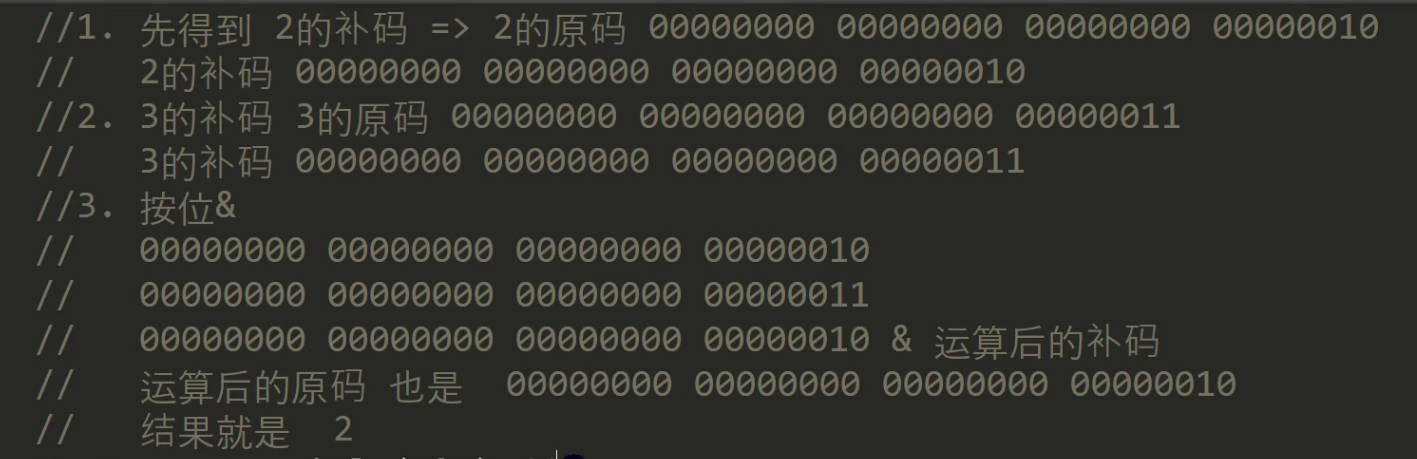 //1. 先得到 2的补码 => 2的原码 00000000 00000000 00000000 00000010
// 2的补码 00000000 00000000 00000000 00000010
//2. 3的补码 3的原码 00000000 00000000 00000000 00000011
// 3的补码 00000000 00000000 00000000 00000011
//3. 按位&
// 00000000 00000000 00000000 00000010
// 00000000 00000000 00000000 00000011
// 00000000 00000000 00000000 00000010 & 运算后的补码
// 运算后的原码 也是 00000000 00000000 00000000 00000010
// 结果就是 2